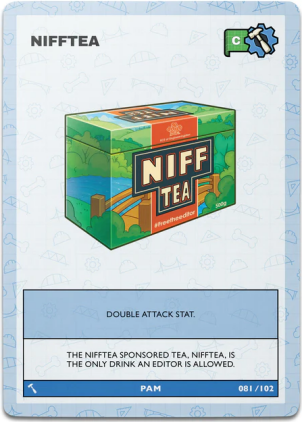 NIFFTEA
C
NIFF
TEA
#freethereditor
500g
DOUBLE ATTACK STAT.
THE NIFFTEA SPONSORED TEA, NIFFTEA, IS
THE ONLY DRINK AN EDITOR IS ALLOWED.
PAM
081/102